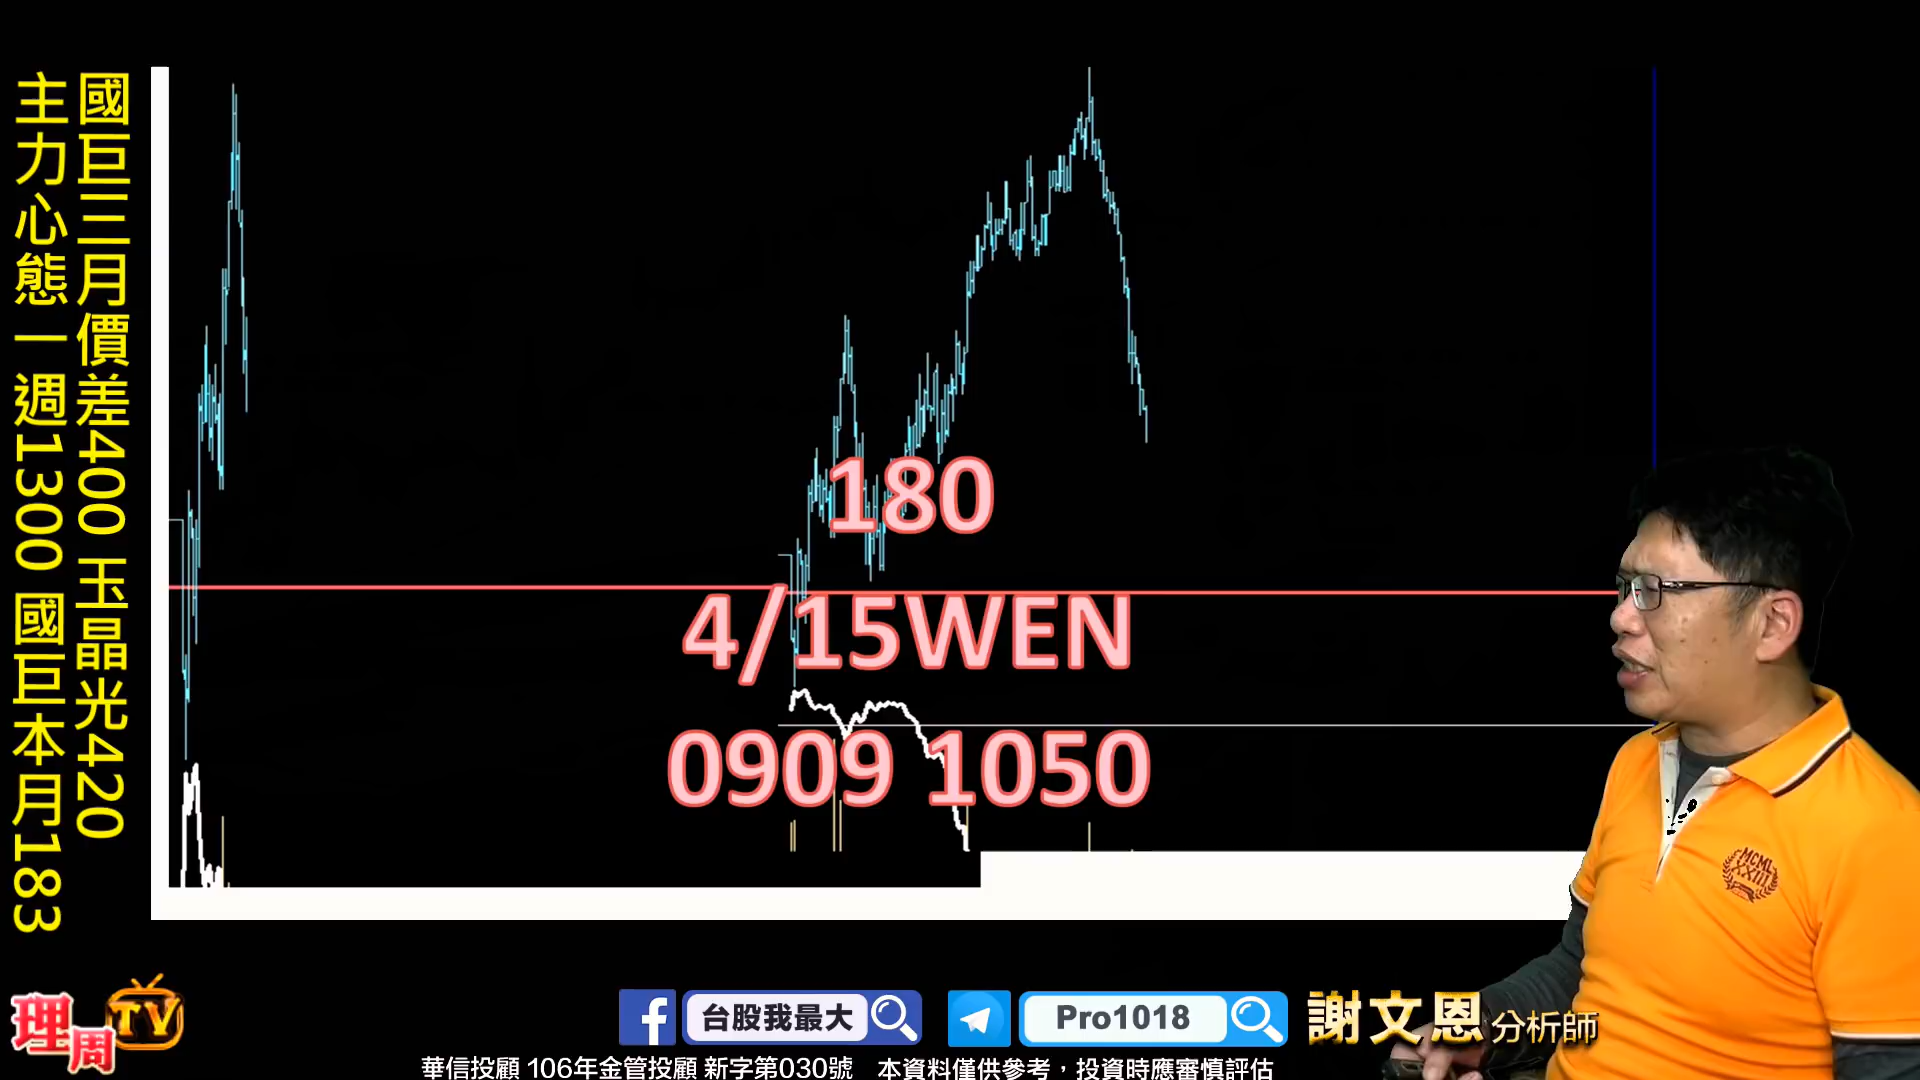 國巨三月價差400 玉晶光420
主力心態一週1300 國巨本月183
180
4/15WEN
0909 1050
MCML
XXIII
理周TV
台股我最大
Pro1018
謝文恩分析師
華信投顧 106年金管投顧 新字第030號 本資料僅供參考，投資時應審慎評估